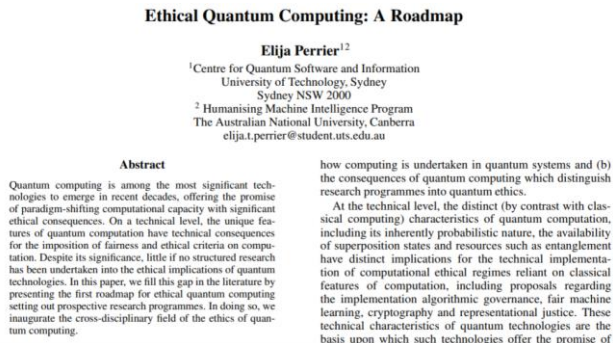 Ethical Quantum Computing: A Roadmap
Elija Perrier12
1Centre for Quantum Software and Information
University of Technology, Sydney
Sydney NSW 2000
2 Humanising Machine Intelligence Program
The Australian National University, Canberra
elija.t.perrier@student.uts.edu.au
Abstract
Quantum computing is among the most significant tech-
nologies to emerge in recent decades, offering the promise
of paradigm-shifting computational capacity with significant
ethical consequences. On a technical level, the unique fea-
tures of quantum computation have technical consequences
for the imposition of fairness and ethical criteria on compu-
tation. Despite its significance, little if no structured research
has been undertaken into the ethical implications of quantum
technologies. In this paper, we fill this gap in the literature by
presenting the first roadmap for ethical quantum computing
setting out prospective research programmes. In doing so, we
inaugurate the cross-disciplinary field of the ethics of quan-
tum computing.
how computing is undertaken in quantum systems and (b)
the consequences of quantum computing which distinguish
research programmes into quantum ethics.
At the technical level, the distinct (by contrast with clas-
sical computing) characteristics of quantum computation,
including its inherently probabilistic nature, the availability
of superposition states and resources such as entanglement
have distinct implications for the technical implementa-
tion of computational ethical regimes reliant on classical
features of computation, including proposals regarding
the implementation algorithmic governance, fair machine
learning, cryptography and representational justice. These
technical characteristics of quantum technologies are the
basis upon which such technologies offer the promise of